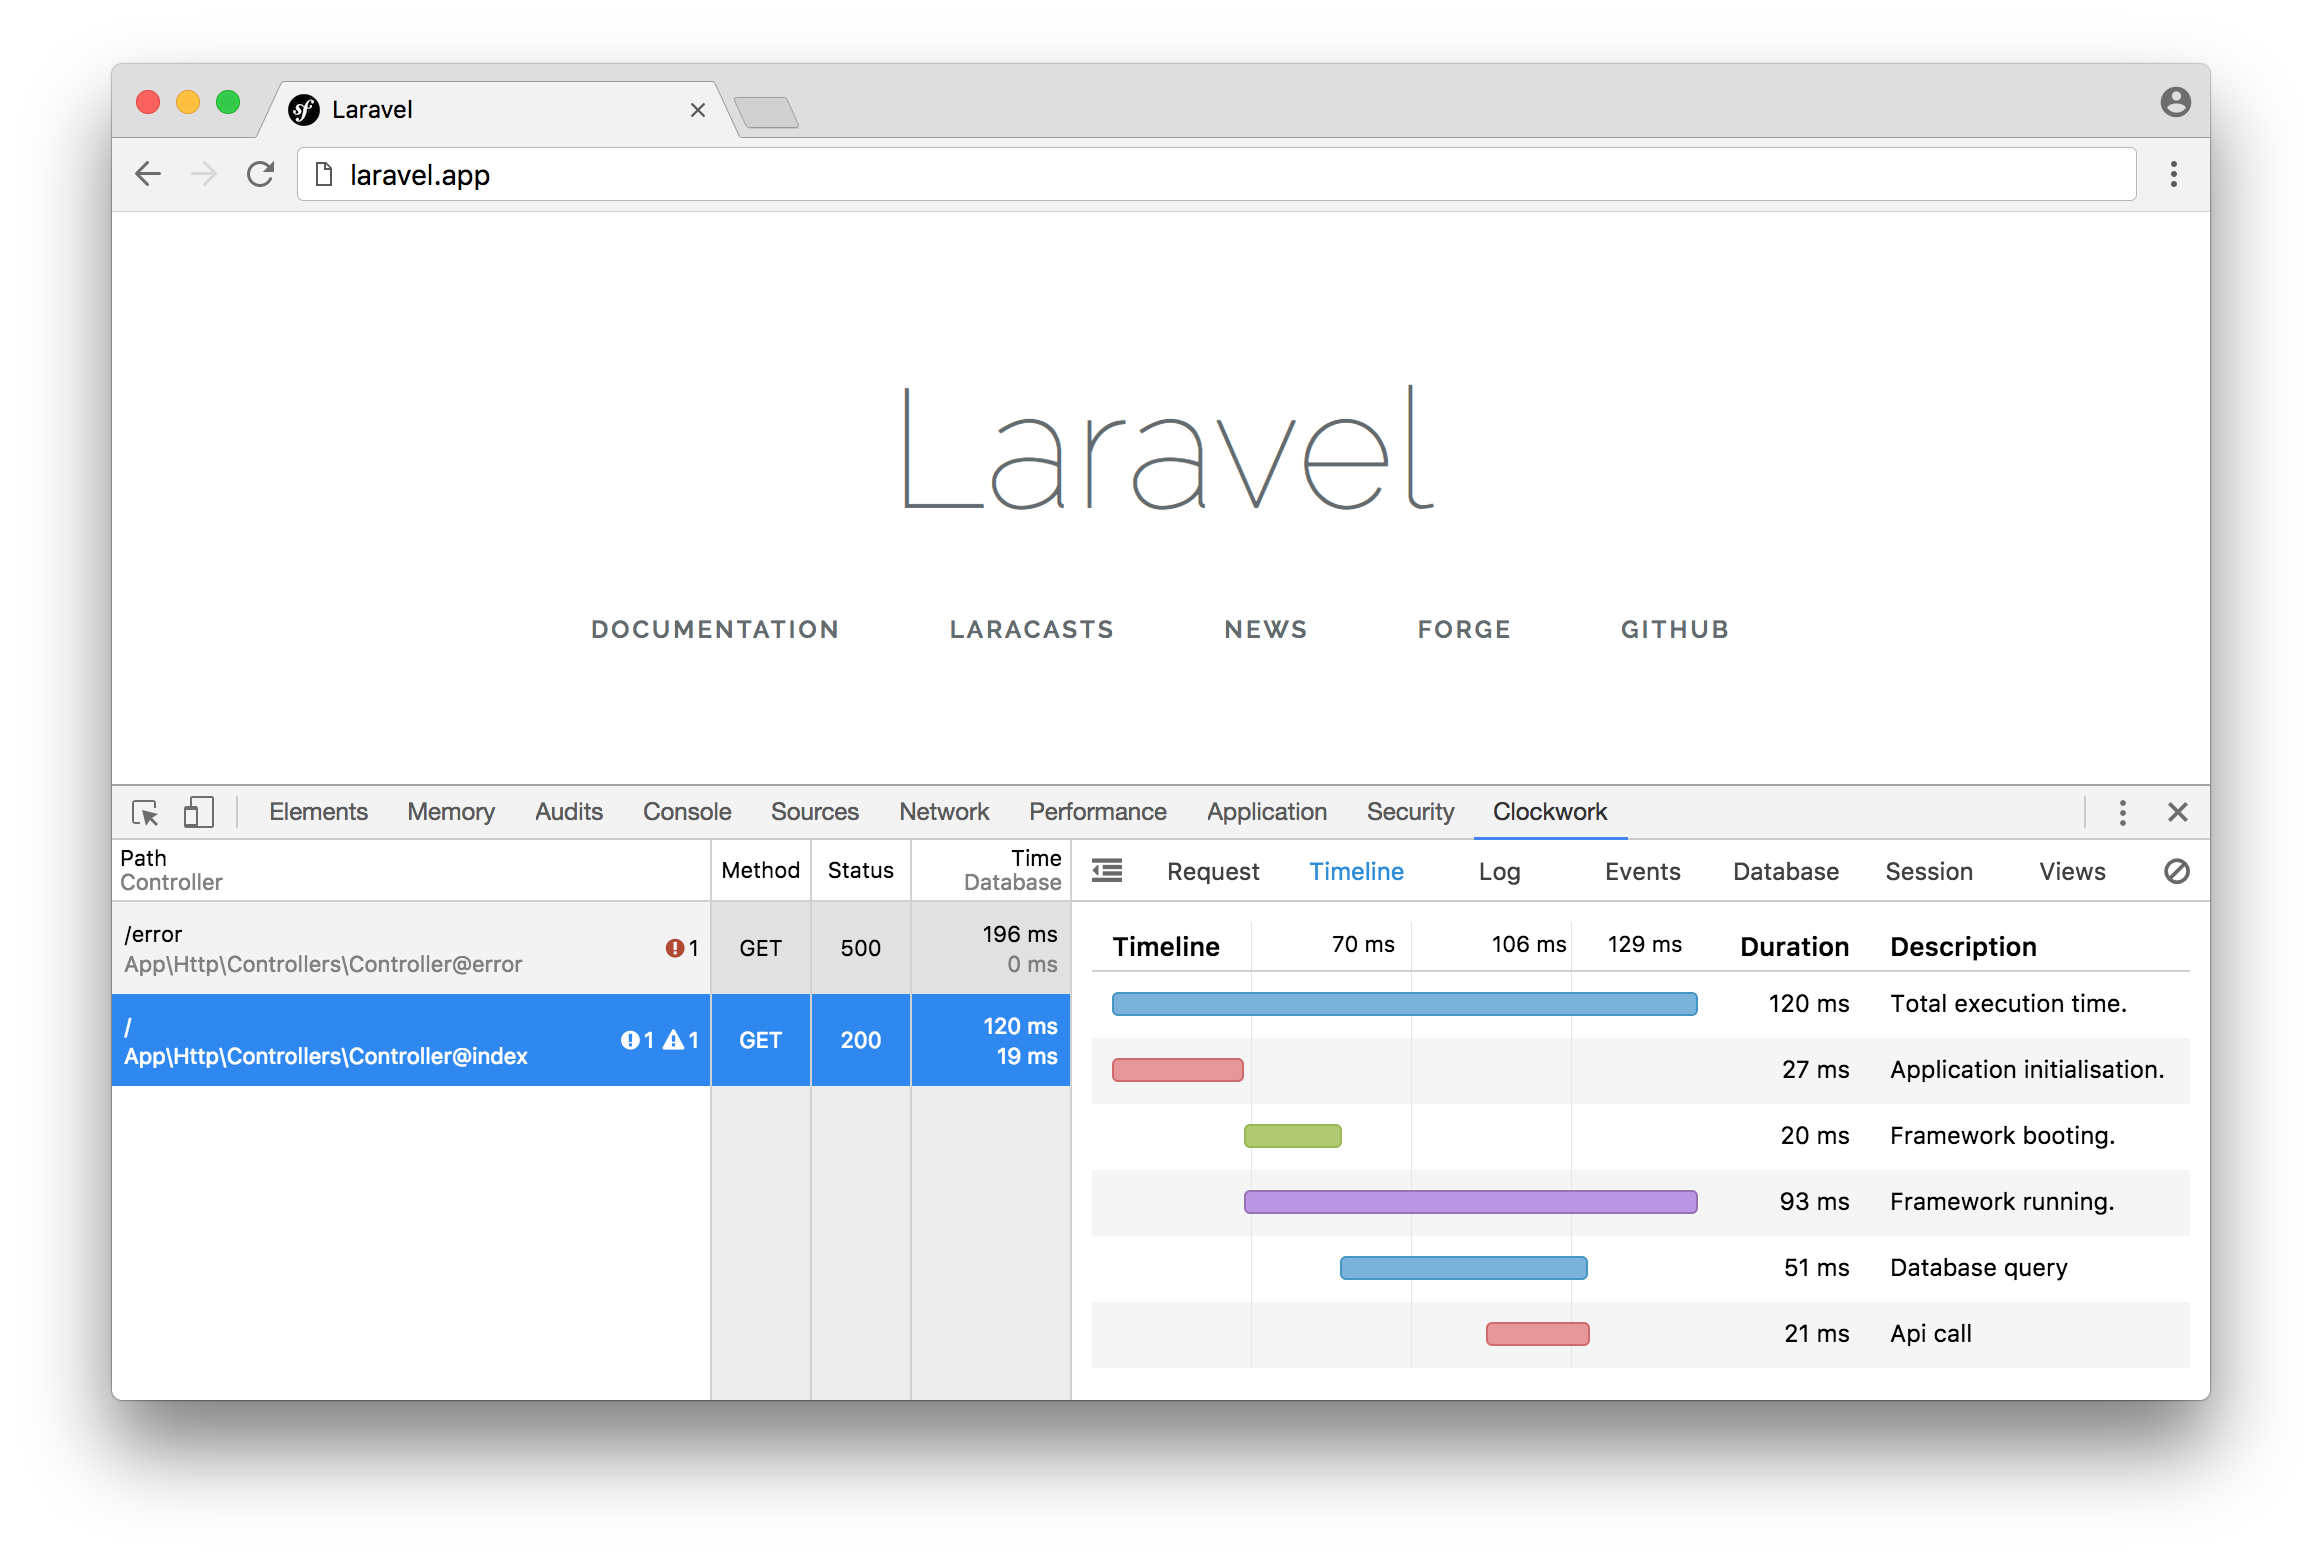 Laravel
laravel.app
Laravel
DOCUMENTATION LARACASTS NEWS FORGE GITHUB
Elements Memory Audits Console Sources Network Performance Application Security Clockwork
Path
Controller
Method Status
Time
Database
Request Timeline Log Events Database Session Views
/error
App\Http\Controllers\Controller@error
1 GET 500
196 ms
0 ms
/
App\Http\Controllers\Controller@index
1 1 GET 200
120 ms
19 ms
Timeline 70 ms 106 ms 129 ms Duration Description
120 ms Total execution time.
27 ms Application initialisation.
20 ms Framework booting.
93 ms Framework running.
51 ms Database query
21 ms Api call